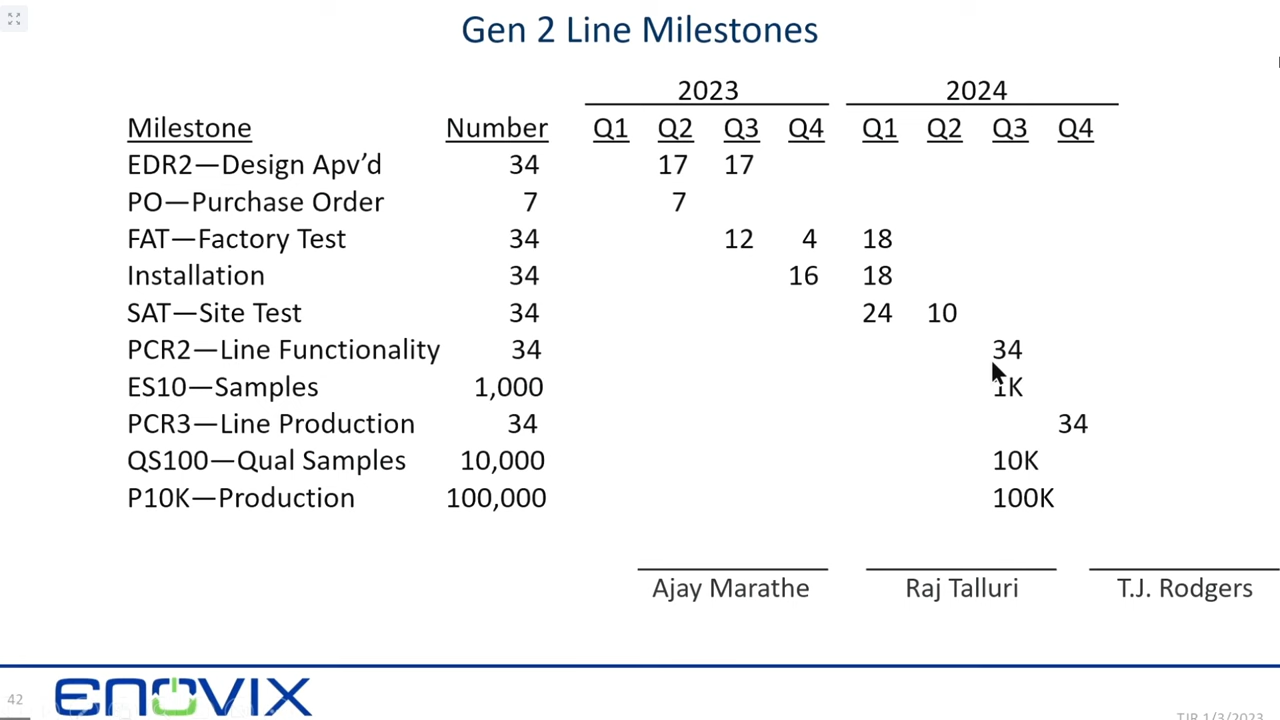 Gen 2 Line Milestones
2023 2024
Milestone Number Q1 Q2 Q3 Q4 Q1 Q2 Q3 Q4
EDR2—Design Apv’d 34 17 17
PO—Purchase Order 7 7
FAT—Factory Test 34 12 4 18
Installation 34 16 18
SAT—Site Test 34 24 10
PCR2—Line Functionality 34 34
ES10—Samples 1,000 1K
PCR3—Line Production 34 34
QS100—Qual Samples 10,000 10K
P10K—Production 100,000 100K
Ajay Marathe Raj Talluri T.J. Rodgers
42 ENOVIX TJR 1/3/2023